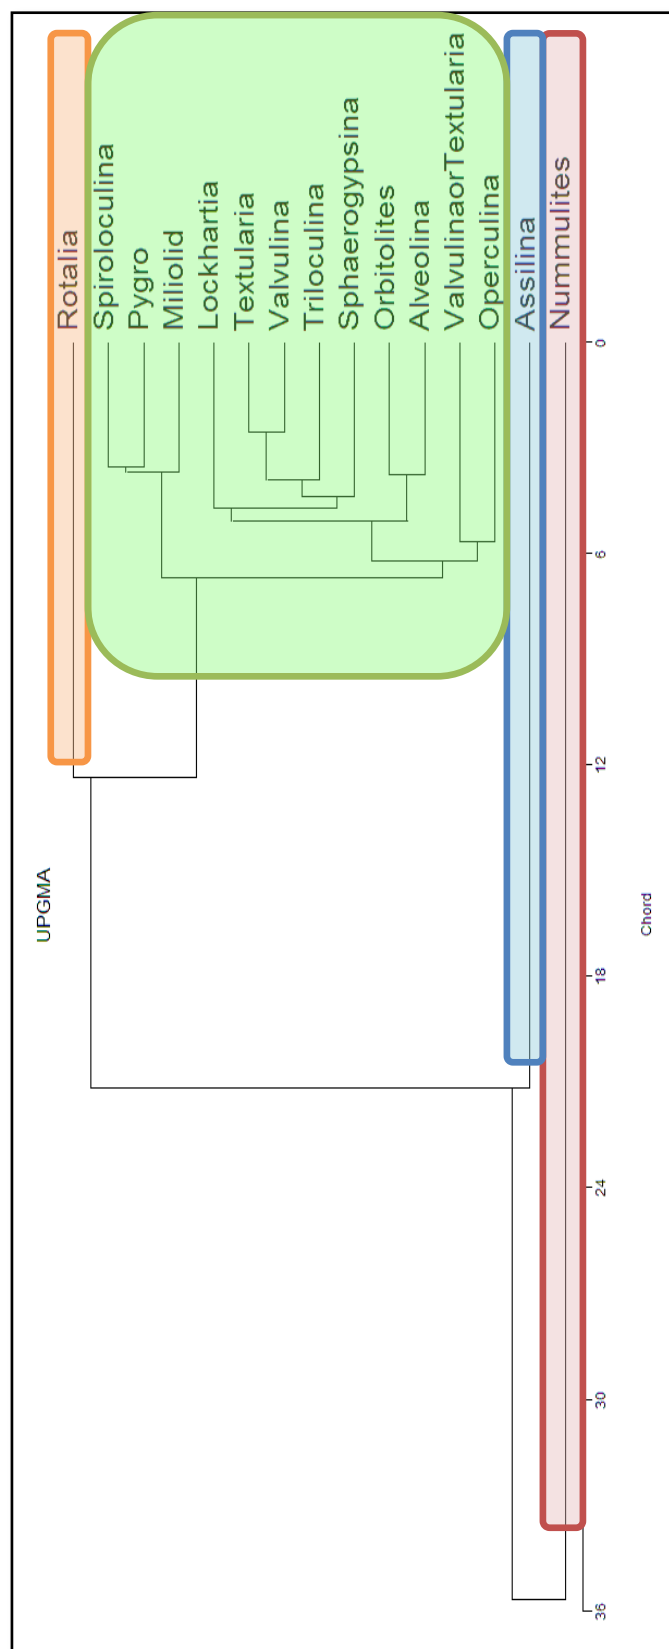 Rotalia
Spiroloculina
Pygro
Miliolid
Lockhartia
Textularia
Valvulina
Triloculina
Sphaerogypsina
Orbitolites
Alveolina
ValvulinaorTextularia
Operculina
Assilina
Nummulites
0
6
12
18
24
30
36
UPGMA
Chord